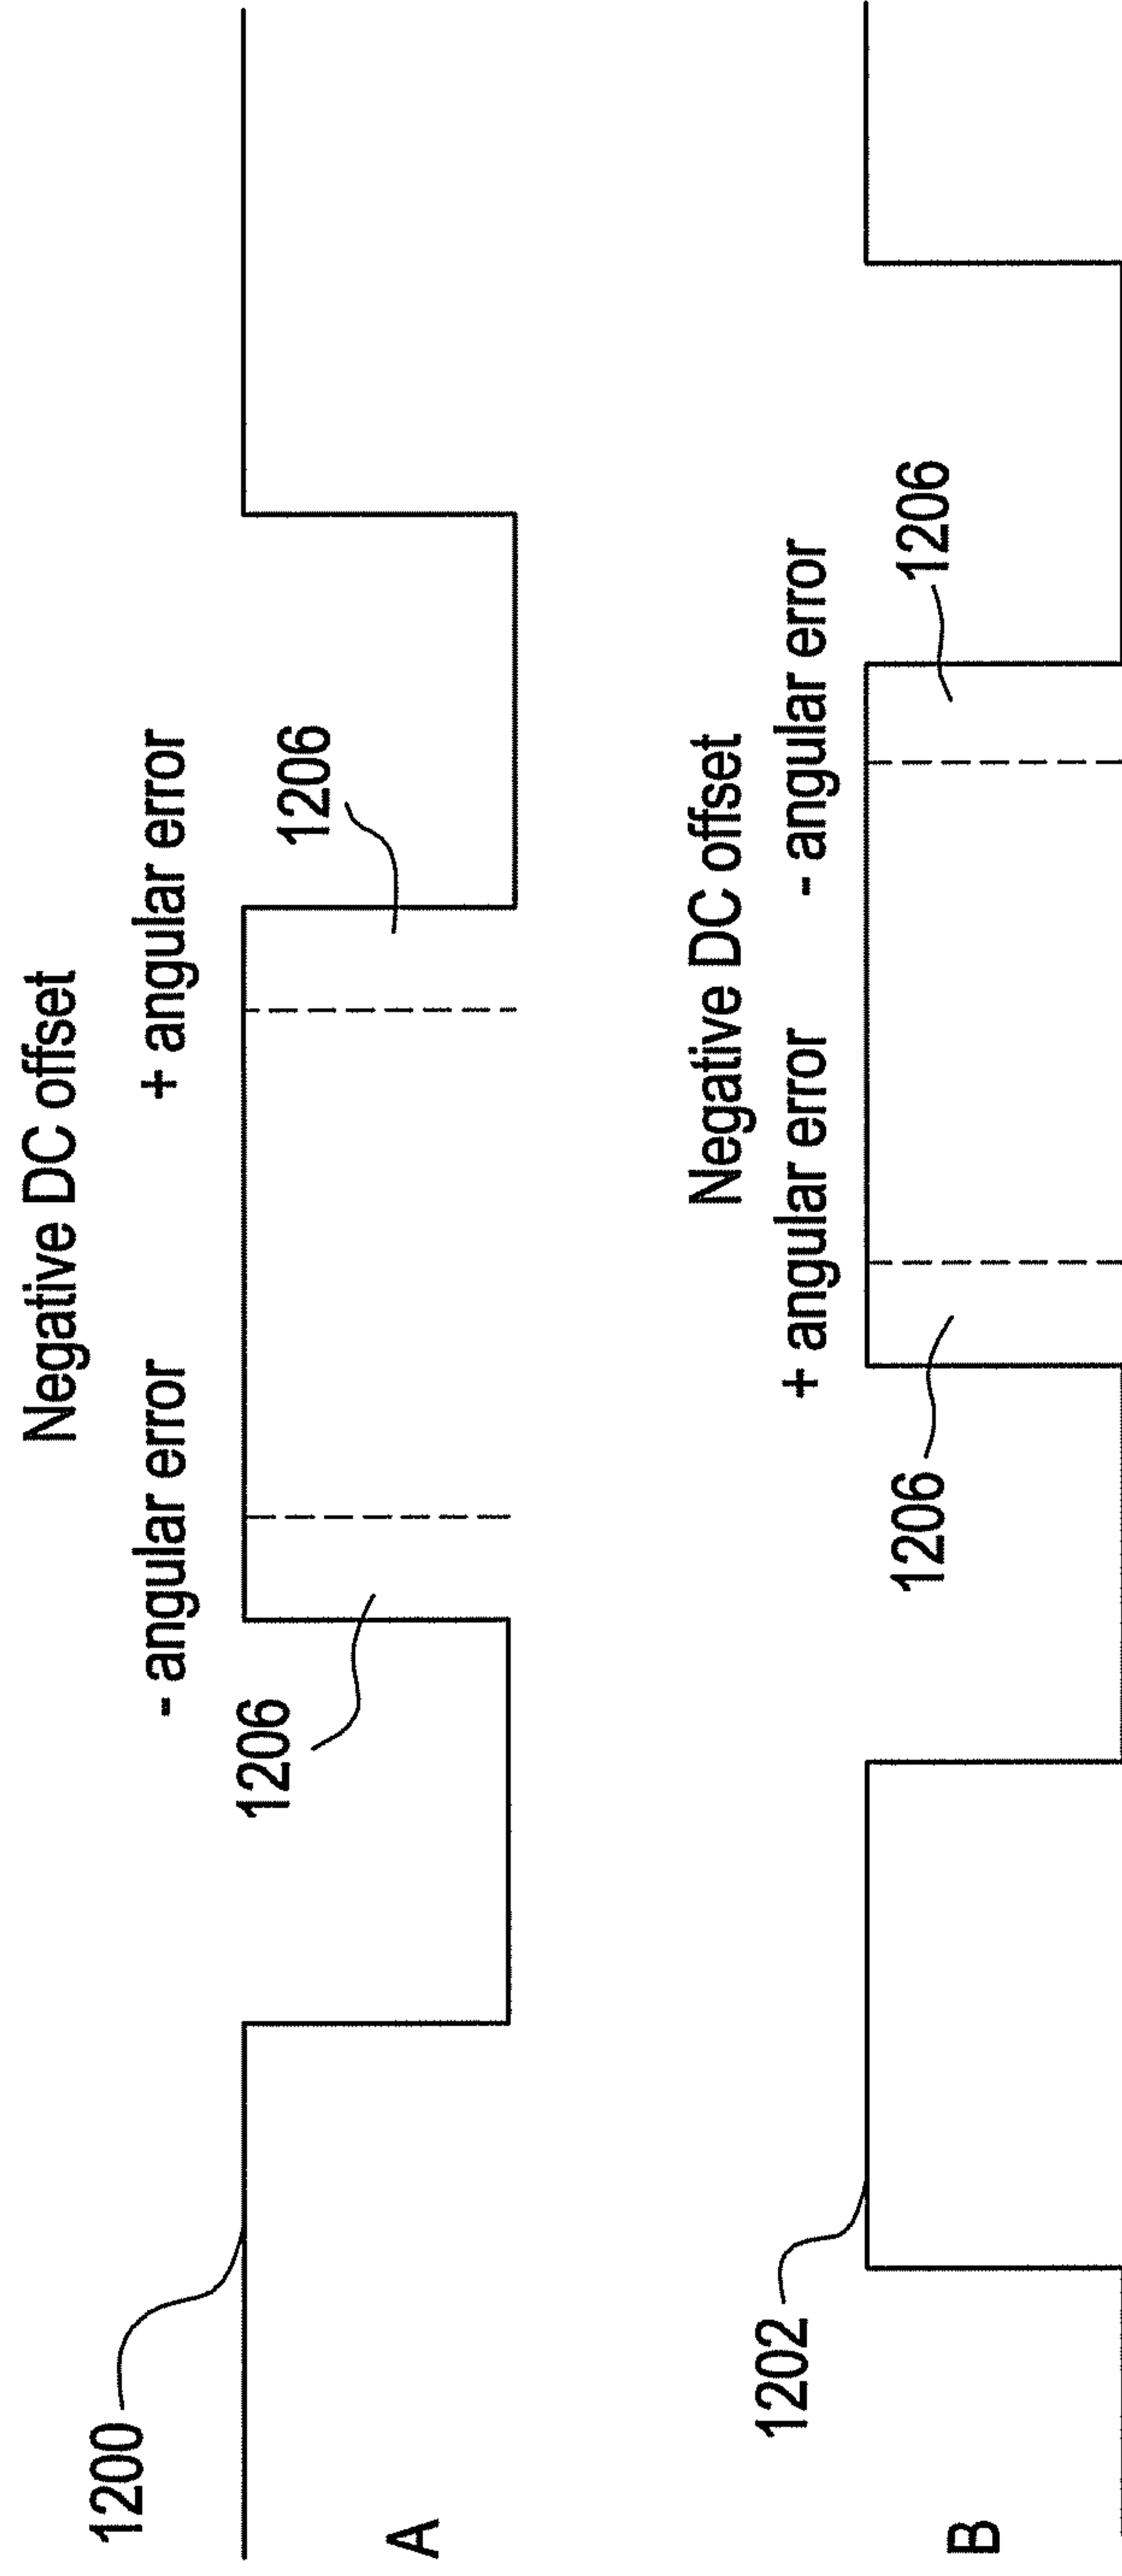 Negative DC offset
- angular error
+ angular error
1200
1206
1206
A
Negative DC offset
+ angular error
- angular error
1202
1206
1206
B